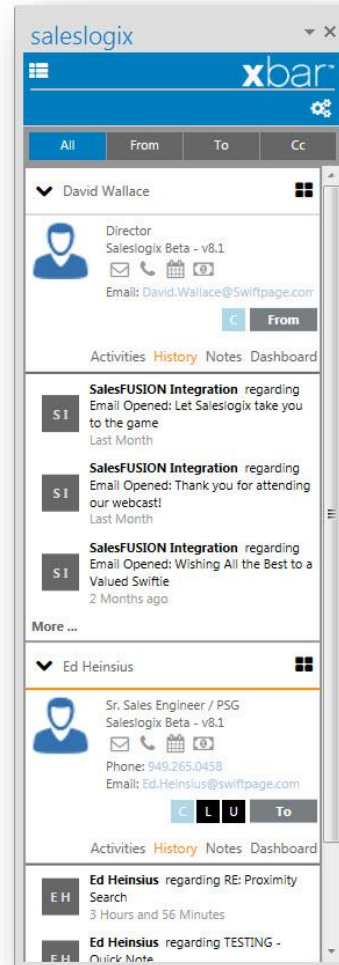 saleslogix
xbar
All From To Cc
David Wallace
Director
Saleslogix Beta - v8.1
Email: David.Wallace@Swiftpage.com
C From
Activities History Notes Dashboard
SalesFUSION Integration regarding
S I
Email Opened: Let Saleslogix take you
to the game
Last Month
SalesFUSION Integration regarding
S I
Email Opened: Thank you for attending
our webcast!
Last Month
SalesFUSION Integration regarding
S I
Email Opened: Wishing All the Best to a
Valued Swiftie
2 Months ago
More ...
Ed Heinsius
Sr. Sales Engineer / PSG
Saleslogix Beta - v8.1
Phone: 949.265.0458
Email: Ed.Heinsius@swiftpage.com
C L U To
Activities History Notes Dashboard
Ed Heinsius regarding RE: Proximity
E H
Search
3 Hours and 56 Minutes
Ed Heinsius regarding TESTING -
E H
Quick Note